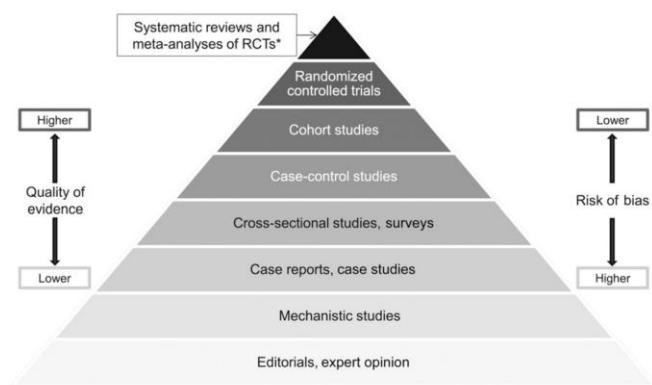 Systematic reviews and
meta-analyses of RCTs*
Randomized
controlled trials
Cohort studies
Case-control studies
Cross-sectional studies, surveys
Case reports, case studies
Mechanistic studies
Editorials, expert opinion
Higher
Quality of
evidence
Lower
Lower
Risk of bias
Higher